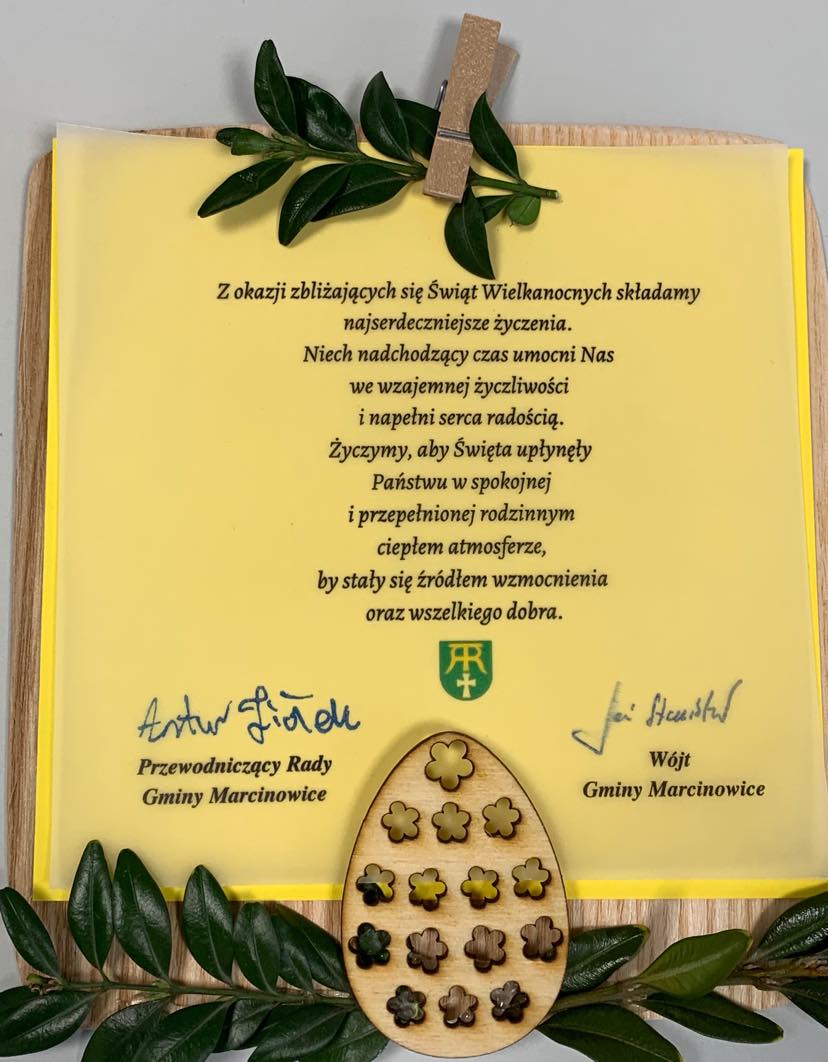 Z okazji zbliżających się Świąt Wielkanocnych składamy
najserdeczniejsze życzenia.
Niech nadchodzący czas umocni Nas
we wzajemnej życzliwości
i napełni serca radością.
Życzymy, aby Święta upłynęły
Państwu w spokojnej
i przepełnionej rodzinnym
ciepłem atmosferze,
by stały się źródłem wzmocnienia
oraz wszelkiego dobra.
Artur
Przewodniczący Rady
Gminy Marcinowice
Wójt
Gminy Marcinowice